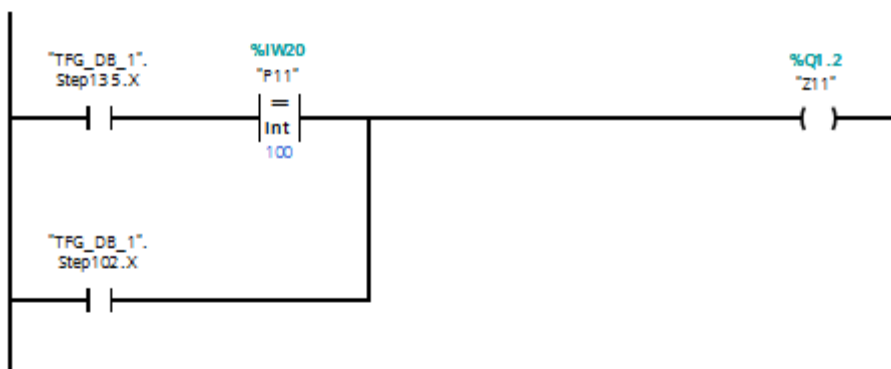 "TFG_DB_1".
Step135.X
%IW20
"P11"
=
Int
100
%Q1.2
"Z11"
"TFG_DB_1".
Step102.X